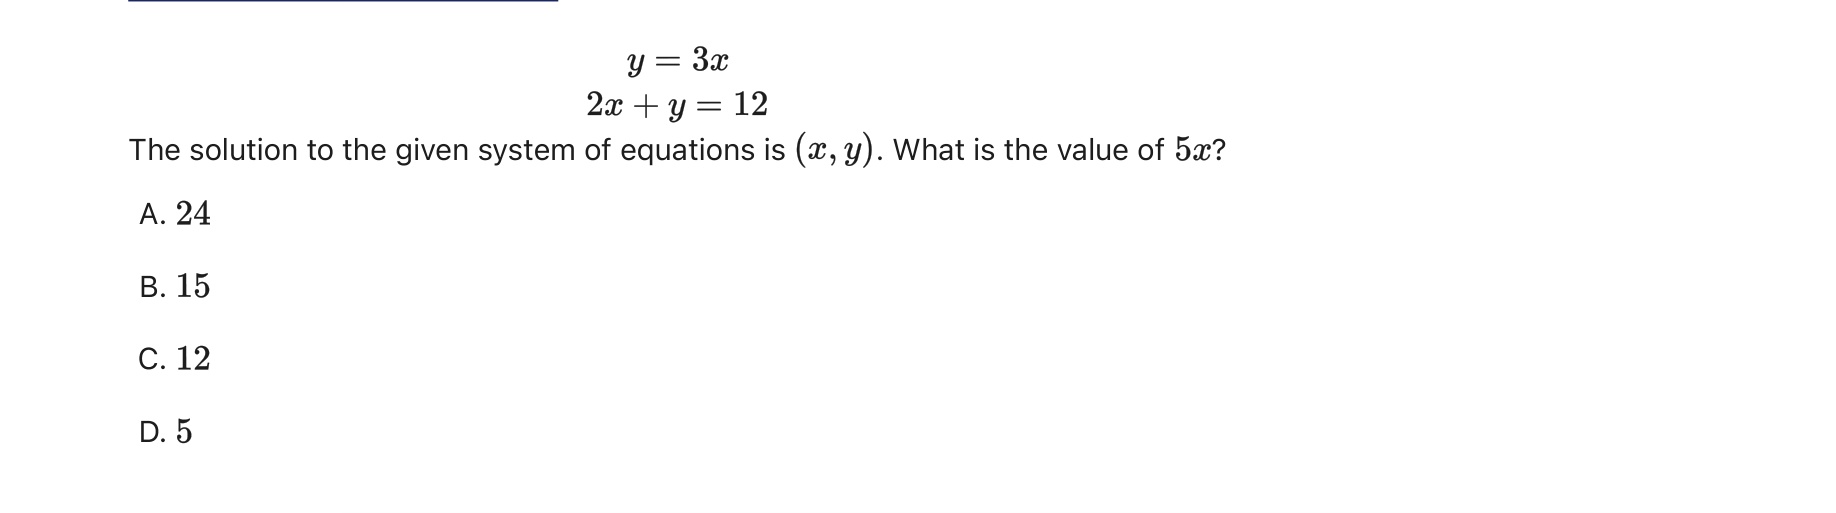 y = 3x
2x + y = 12
The solution to the given system of equations is (x, y). What is the value of 5x?
A. 24
B. 15
C. 12
D. 5